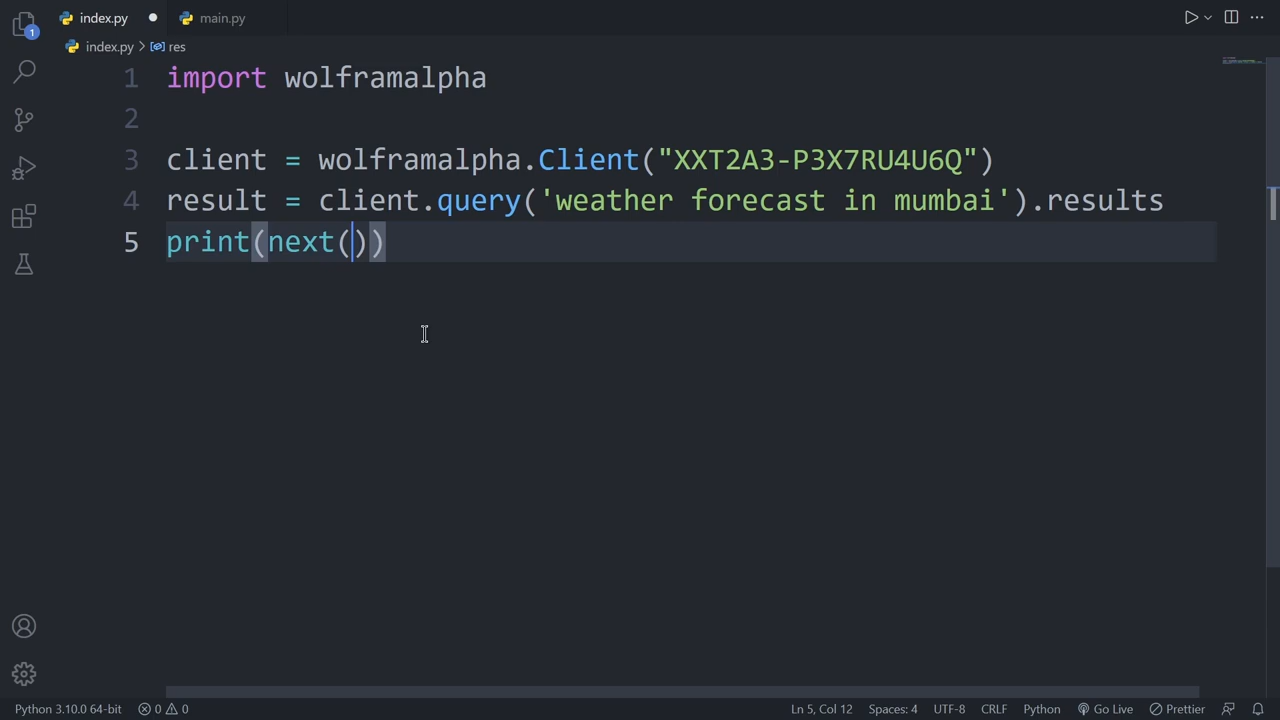 index.py
main.py
index.py > res
1 import wolframalpha
2
3 client = wolframalpha.Client("XXT2A3-P3X7RU4U6Q")
4 result = client.query('weather forecast in mumbai').results
5 print(next())
1
Python 3.10.0 64-bit 0 0 Ln 5, Col 12 Spaces: 4 UTF-8 CRLF Python Go Live Prettier